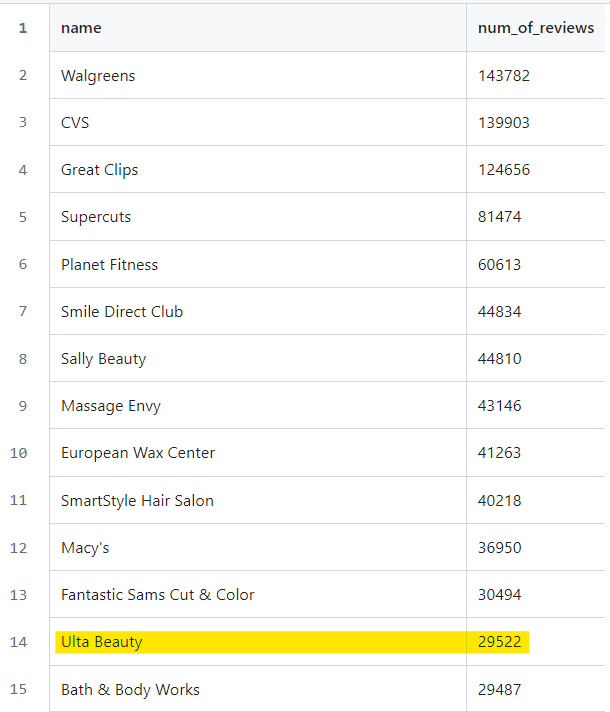 1 name num_of_reviews
2 Walgreens 143782
3 CVS 139903
4 Great Clips 124656
5 Supercuts 81474
6 Planet Fitness 60613
7 Smile Direct Club 44834
8 Sally Beauty 44810
9 Massage Envy 43146
10 European Wax Center 41263
11 SmartStyle Hair Salon 40218
12 Macy's 36950
13 Fantastic Sams Cut & Color 30494
14 Ulta Beauty 29522
15 Bath & Body Works 29487